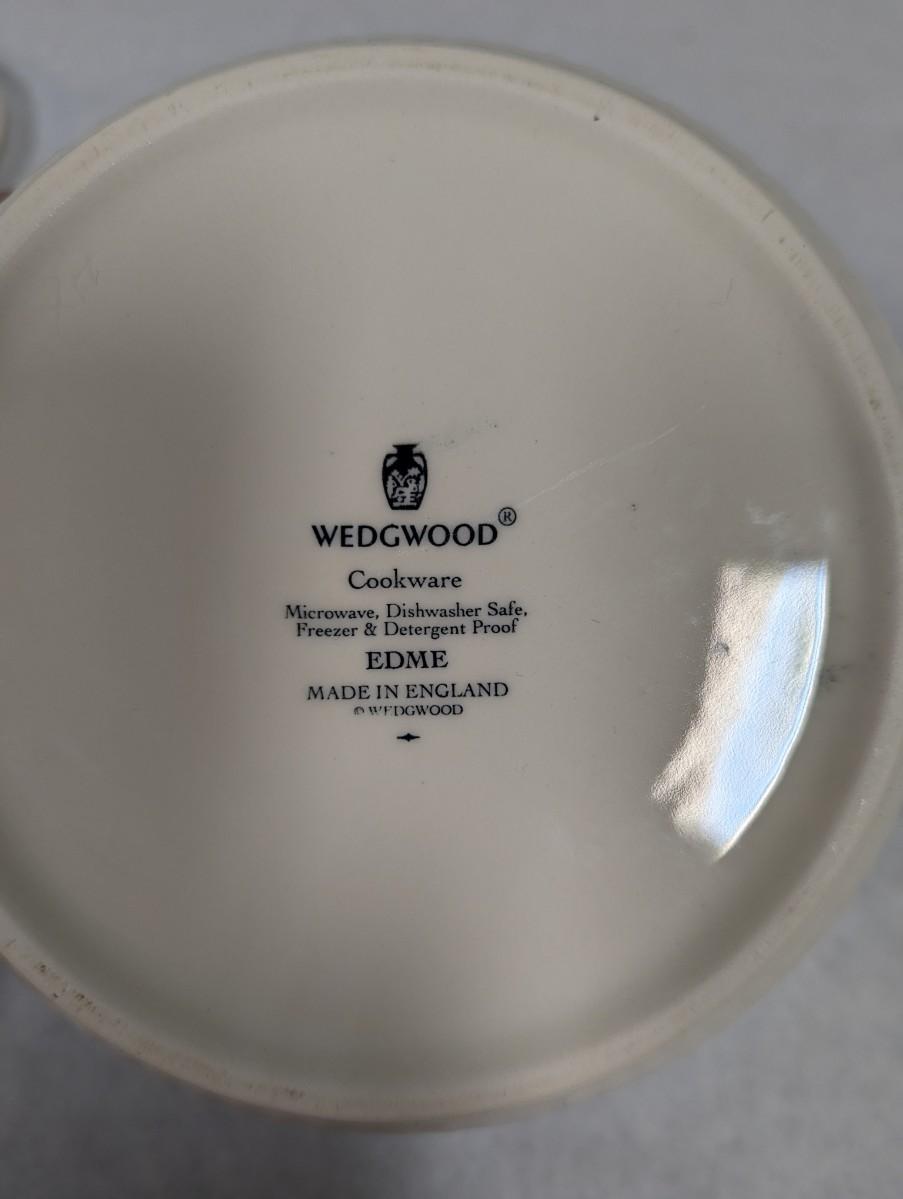 WEDGWOOD®
Cookware
Microwave, Dishwasher Safe,
Freezer & Detergent Proof
EDME
MADE IN ENGLAND
© WEDGWOOD